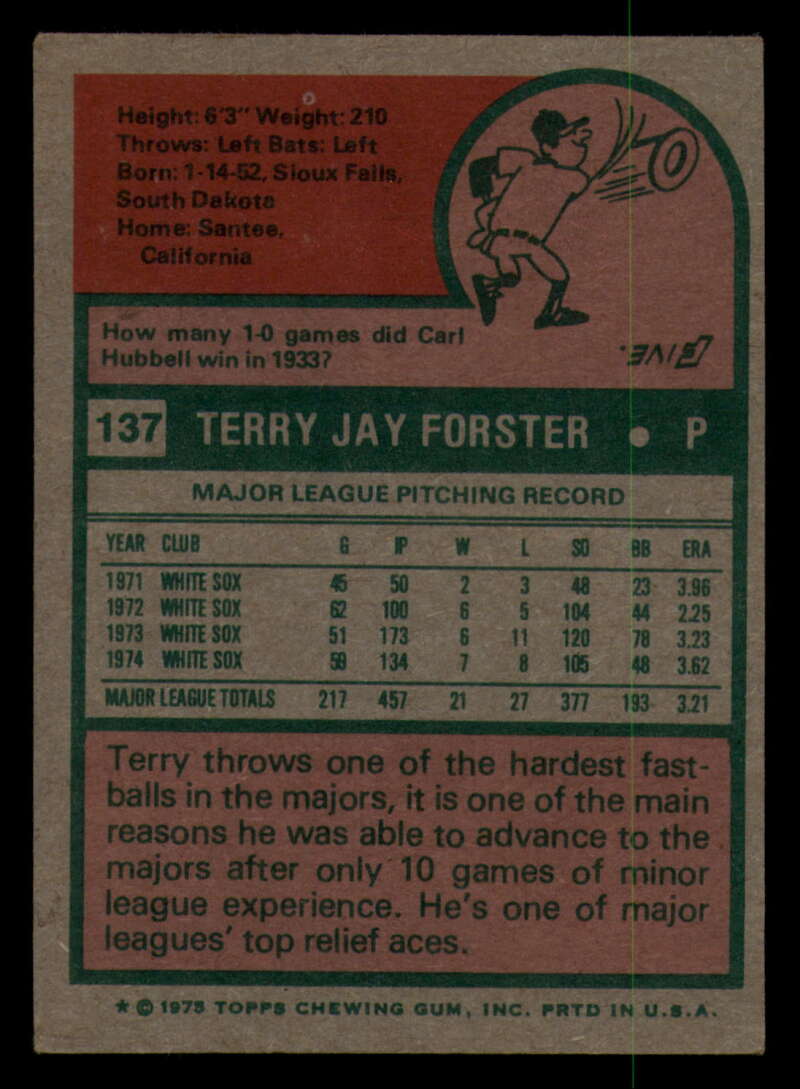 Height: 6'3" Weight: 210
Throws: Left Bats: Left
Born: 1-14-52, Sioux Falls,
South Dakota
Home: Santee,
California
How many 1-0 games did Carl
Hubbell win in 1933?
FIVE.
137 TERRY JAY FORSTER • P
MAJOR LEAGUE PITCHING RECORD
YEAR CLUB G IP W L SO BB ERA
1971 WHITE SOX 45 50 2 3 48 23 3.96
1972 WHITE SOX 62 100 6 5 104 44 2.25
1973 WHITE SOX 51 173 6 11 120 78 3.23
1974 WHITE SOX 59 134 7 8 105 48 3.62
MAJOR LEAGUE TOTALS 217 457 21 27 377 193 3.21
Terry throws one of the hardest fast-
balls in the majors, it is one of the main
reasons he was able to advance to the
majors after only 10 games of minor
league experience. He's one of major
leagues' top relief aces.
★ © 1975 TOPPS CHEWING GUM, INC. PRTD IN U.S.A.